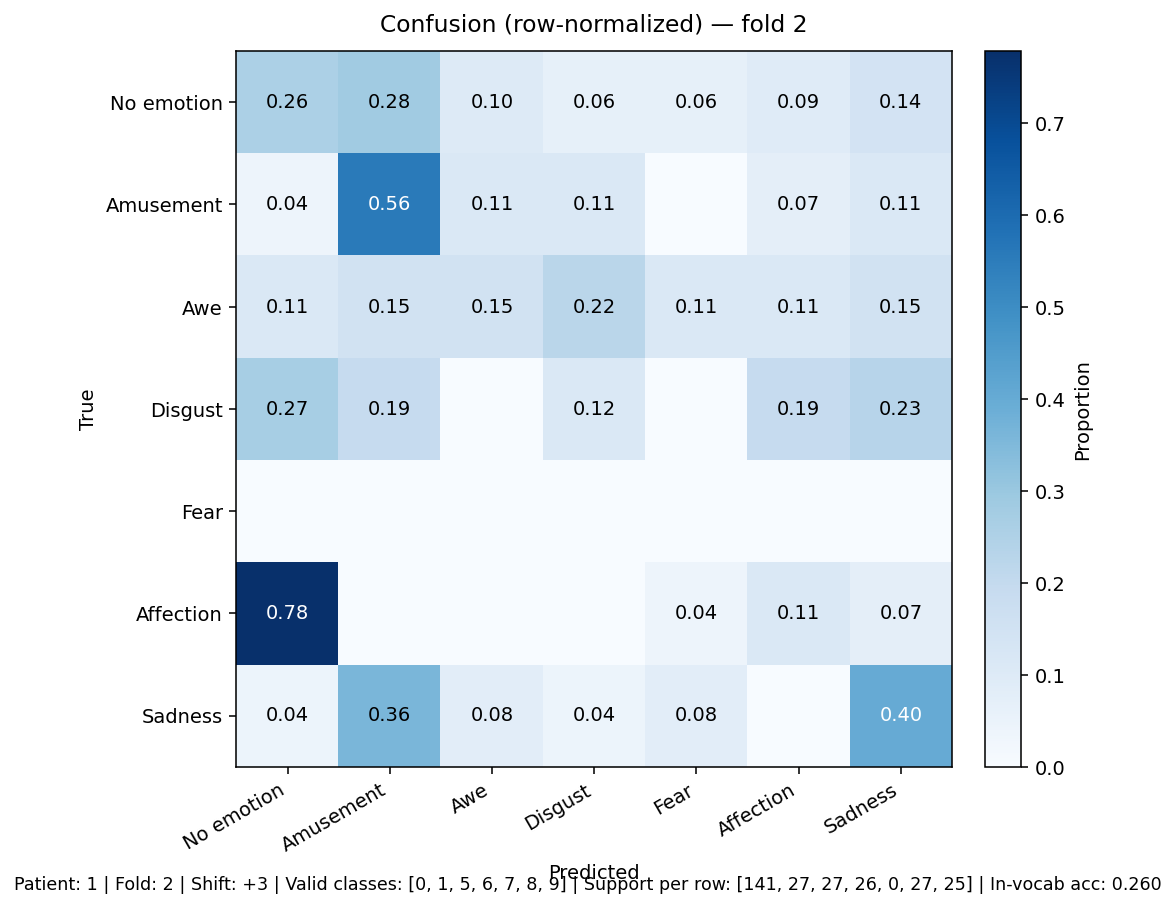 Confusion (row-normalized) — fold 2
No emotion 0.26 0.28 0.10 0.06 0.06 0.09 0.14
Amusement 0.04 0.56 0.11 0.11 0.07 0.11
Awe 0.11 0.15 0.15 0.22 0.11 0.11 0.15
Disgust 0.27 0.19 0.12 0.19 0.23
Fear
Affection 0.78 0.04 0.11 0.07
Sadness 0.04 0.36 0.08 0.04 0.08 0.40
True
No emotion Amusement Awe Disgust Fear Affection Sadness
Predicted
0.7
0.6
0.5
0.4
0.3
0.2
0.1
0.0
Proportion
Patient: 1 | Fold: 2 | Shift: +3 | Valid classes: [0, 1, 5, 6, 7, 8, 9] | Support per row: [141, 27, 27, 26, 0, 27, 25] | In-vocab acc: 0.260